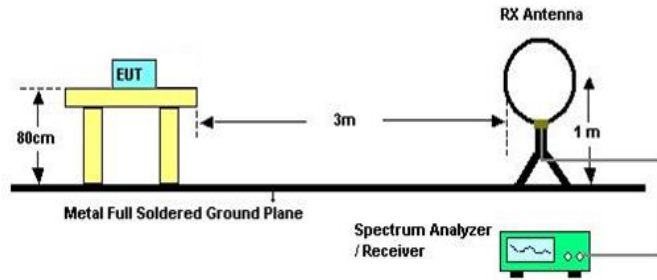 RX Antenna
EUT
3m
80cm
1 m
Metal Full Soldered Ground Plane
Spectrum Analyzer
/ Receiver